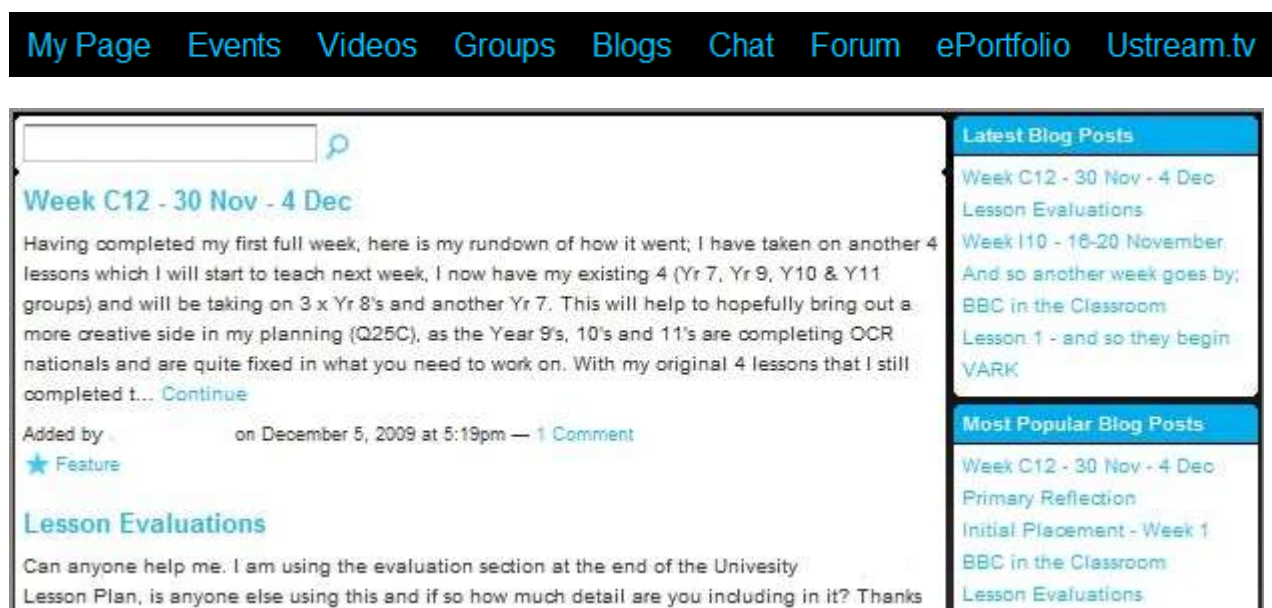 My Page Events Videos Groups Blogs Chat Forum ePortfolio Ustream.tv
Week C12 - 30 Nov - 4 Dec
Having completed my first full week, here is my rundown of how it went; I have taken on another 4
lessons which I will start to teach next week, I now have my existing 4 (Yr 7, Yr 9, Y10 & Y11
groups) and will be taking on 3 x Yr 8's and another Yr 7. This will help to hopefully bring out a
more creative side in my planning (Q25C), as the Year 9's, 10's and 11's are completing OCR
nationals and are quite fixed in what you need to work on. With my original 4 lessons that I still
completed t... Continue
Added by on December 5, 2009 at 5:19pm — 1 Comment
Feature
Lesson Evaluations
Can anyone help me. I am using the evaluation section at the end of the Univesity
Lesson Plan, is anyone else using this and if so how much detail are you including in it? Thanks
Latest Blog Posts
Week C12 - 30 Nov - 4 Dec
Lesson Evaluations
Week I10 - 16-20 November
And so another week goes by;
BBC in the Classroom
Lesson 1 - and so they begin
VARK
Most Popular Blog Posts
Week C12 - 30 Nov - 4 Dec
Primary Reflection
Initial Placement - Week 1
BBC in the Classroom
Lesson Evaluations